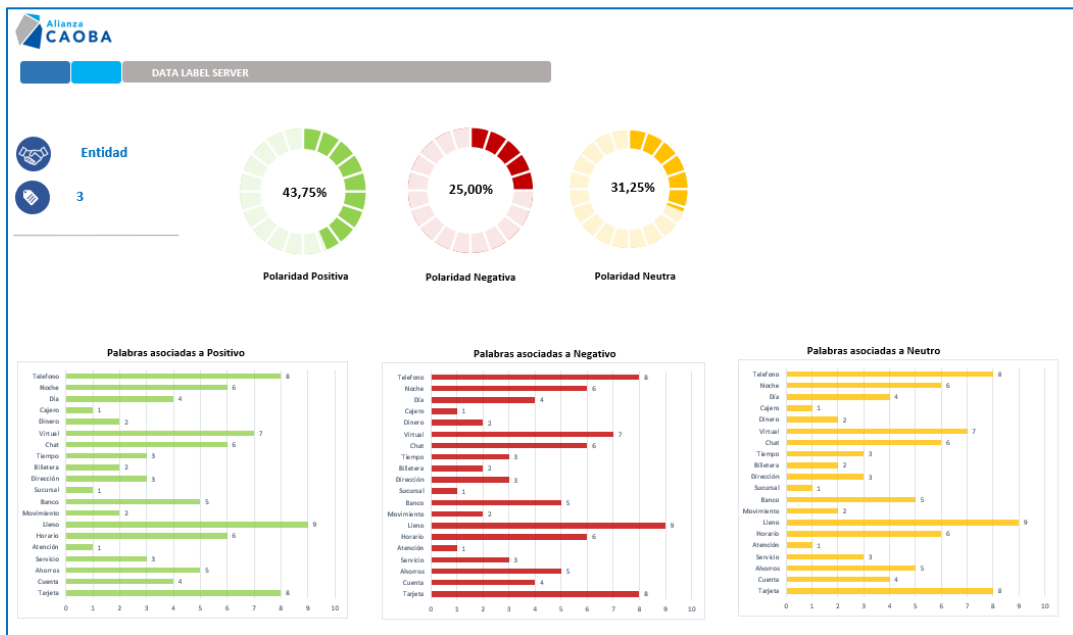 Alianza
CAOBA
DATA LABEL SERVER
Entidad
3
43,75%
25,00%
31,25%
Polaridad Positiva
Polaridad Negativa
Polaridad Neutra
Palabras asociadas a Positivo
Telefono 8
Noche 6
Día 4
Cajero 1
Dinero 2
Virtual 7
Chat 6
Tiempo 3
Billetera 2
Dirección 3
Sucursal 1
Banco 5
Movimiento 2
Lleno 9
Horario 6
Atención 1
Servicio 3
Ahorros 5
Cuenta 4
Tarjeta 8
0 1 2 3 4 5 6 7 8 9 10
Palabras asociadas a Negativo
Telefono 8
Noche 6
Día 4
Cajero 1
Dinero 2
Virtual 7
Chat 6
Tiempo 3
Billetera 2
Dirección 3
Sucursal 1
Banco 5
Movimiento 2
Lleno 9
Horario 6
Atención 1
Servicio 3
Ahorros 5
Cuenta 4
Tarjeta 8
0 1 2 3 4 5 6 7 8 9 10
Palabras asociadas a Neutro
Telefono 8
Noche 6
Día 4
Cajero 1
Dinero 2
Virtual 7
Chat 6
Tiempo 3
Billetera 2
Dirección 3
Sucursal 1
Banco 5
Movimiento 2
Lleno 9
Horario 6
Atención 1
Servicio 3
Ahorros 5
Cuenta 4
Tarjeta 8
0 1 2 3 4 5 6 7 8 9 10